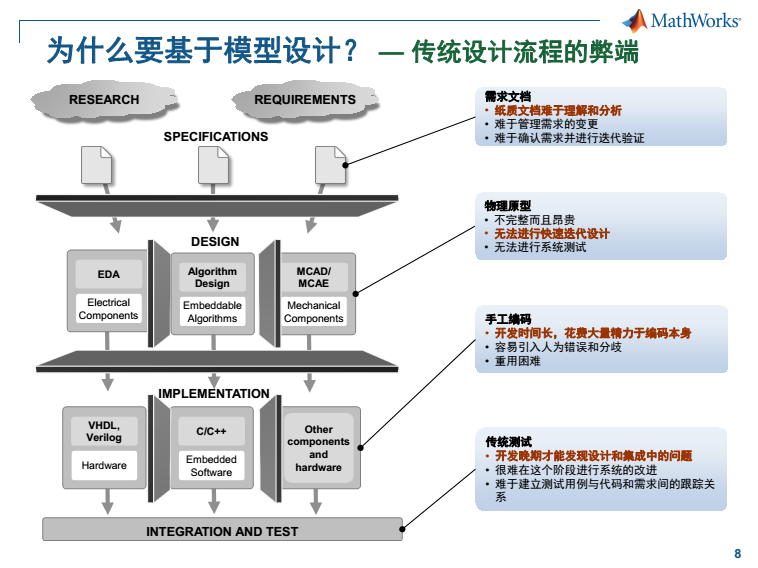 MathWorks
为什么要基于模型设计？ — 传统设计流程的弊端
RESEARCH
REQUIREMENTS
SPECIFICATIONS
需求文档
• 纸质文档难于理解和分析
• 难于管理需求的变更
• 难于确认需求并进行迭代验证
DESIGN
EDA
Electrical
Components
Algorithm
Design
Embeddable
Algorithms
MCAD/
MCAE
Mechanical
Components
物理原型
• 不完整而且昂贵
• 无法进行快速迭代设计
• 无法进行系统测试
手工编码
• 开发时间长，花费大量精力于编码本身
• 容易引入人为错误和分歧
• 重用困难
IMPLEMENTATION
VHDL,
Verilog
Hardware
C/C++
Embedded
Software
Other
components
and
hardware
传统测试
• 开发晚期才能发现设计和集成中的问题
• 很难在这个阶段进行系统的改进
• 难于建立测试用例与代码和需求间的跟踪关
系
INTEGRATION AND TEST
8